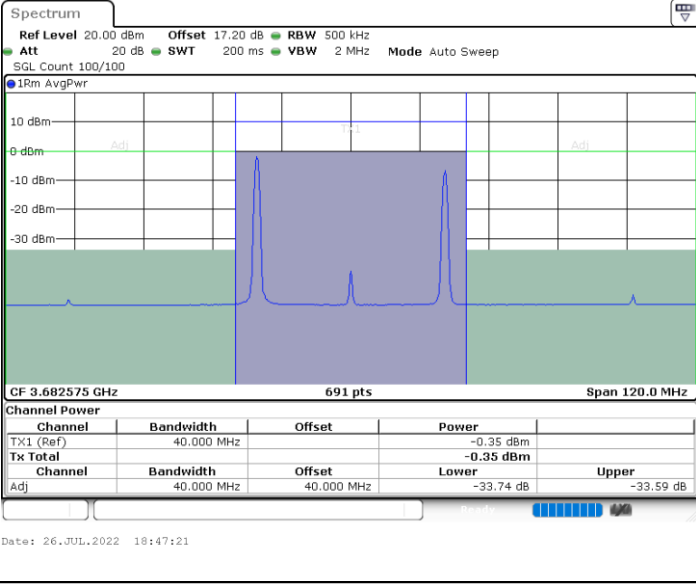 Spectrum
Ref Level 20.00 dBm Offset 17.20 dB RBW 500 kHz
Att 20 dB SWT 200 ms VBW 2 MHz Mode Auto Sweep
SGL Count 100/100
1Rm AvgPwr
10 dBm
TX1
Adj Adj
0 dBm
-10 dBm
-20 dBm
-30 dBm
CF 3.682575 GHz 691 pts Span 120.0 MHz
Channel Power
Channel Bandwidth Offset Power
TX1 (Ref) 40.000 MHz -0.35 dBm
Tx Total -0.35 dBm
Channel Bandwidth Offset Lower Upper
Adj 40.000 MHz 40.000 MHz -33.74 dB -33.59 dB
Ready
Date: 26.JUL.2022 18:47:21